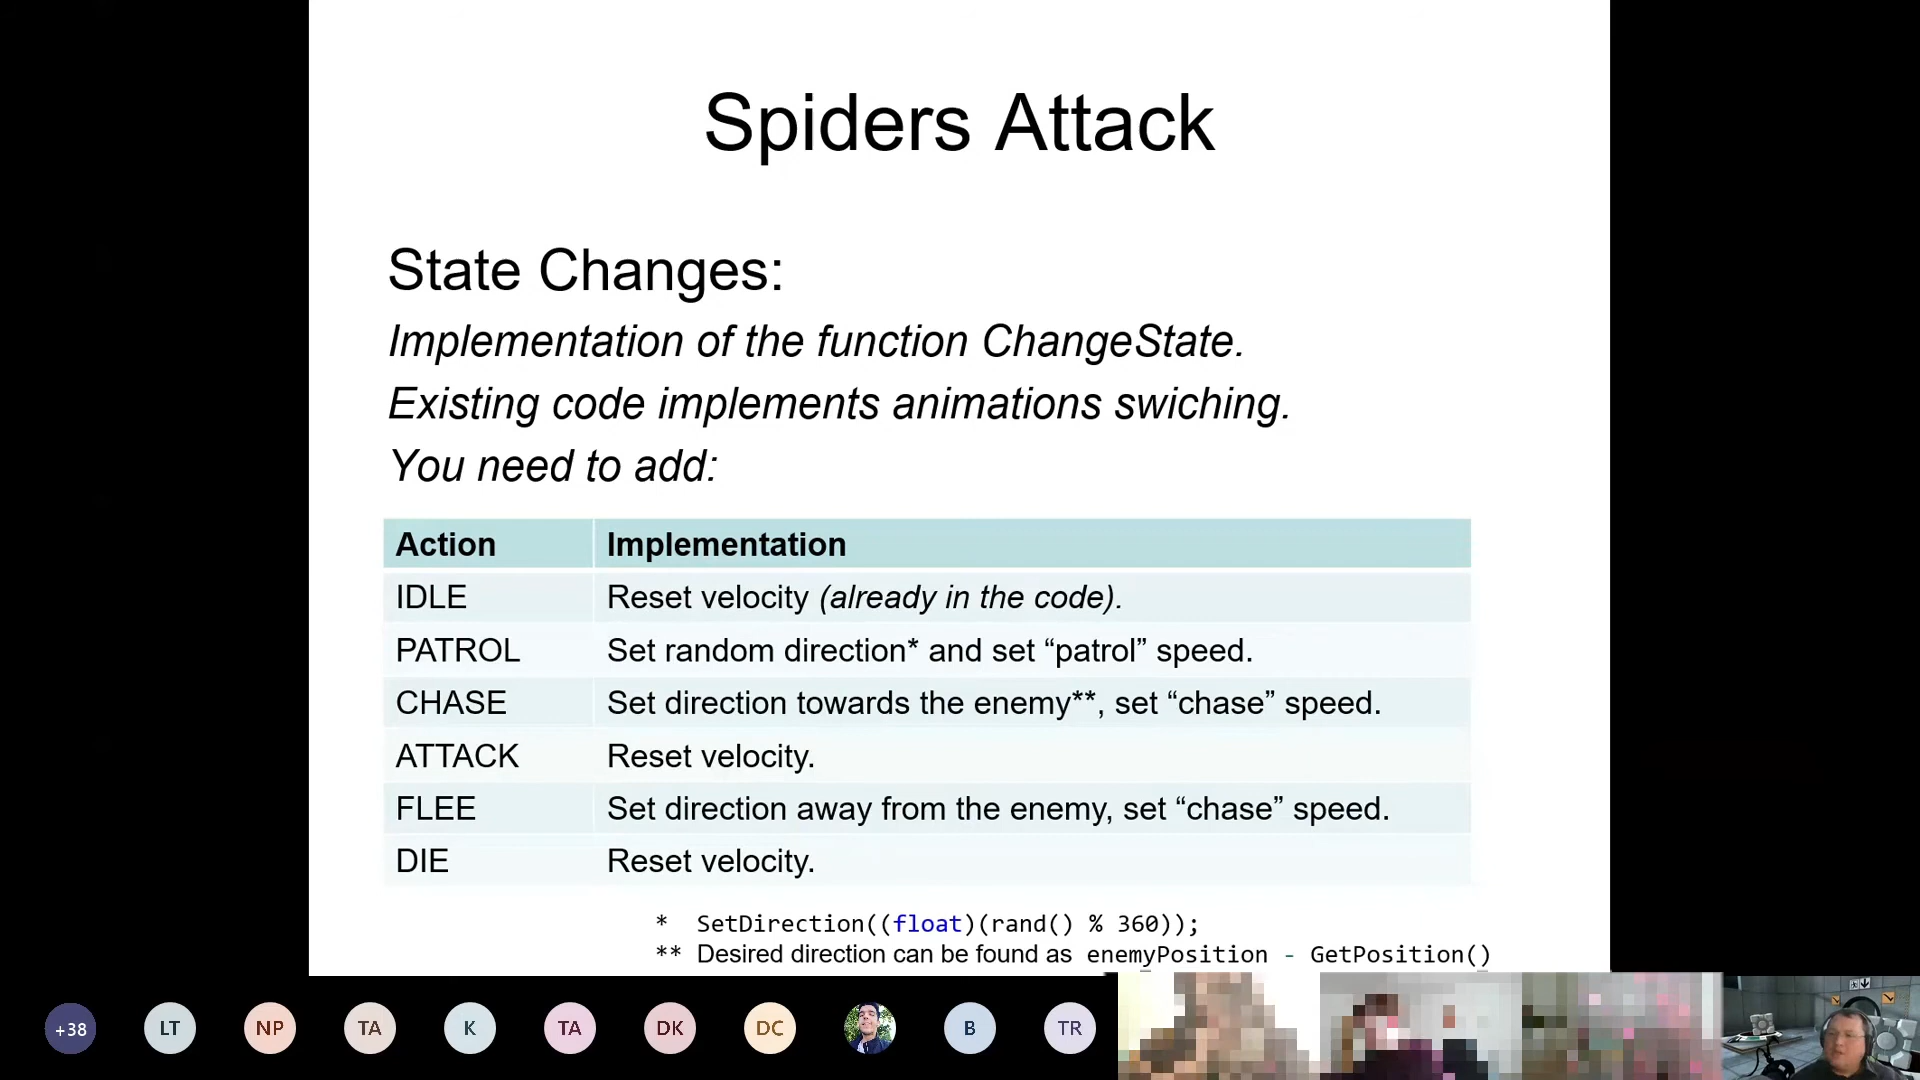 Spiders Attack
State Changes:
Implementation of the function ChangeState.
Existing code implements animations swiching.
You need to add:
Action Implementation
IDLE Reset velocity (already in the code).
PATROL Set random direction* and set “patrol” speed.
CHASE Set direction towards the enemy**, set “chase” speed.
ATTACK Reset velocity.
FLEE Set direction away from the enemy, set “chase” speed.
DIE Reset velocity.
* SetDirection((float)(rand() % 360));
** Desired direction can be found as enemyPosition - GetPosition()
+38 LT NP TA K TA DK DC B TR